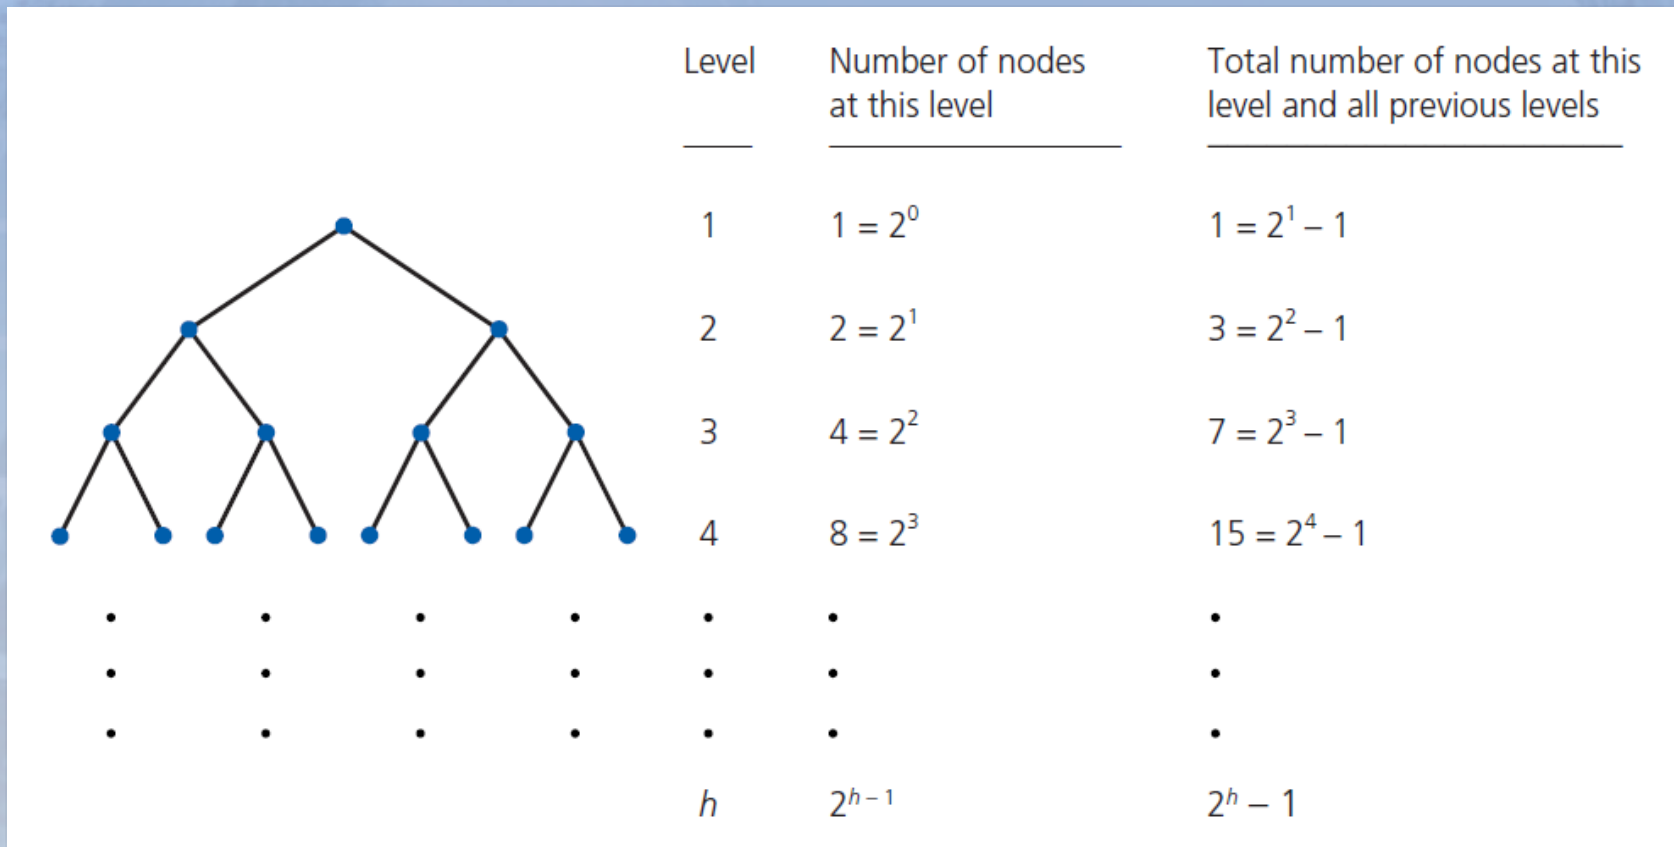 Level Number of nodes Total number of nodes at this
at this level level and all previous levels
1 1 = 2⁰ 1 = 2¹ – 1
2 2 = 2¹ 3 = 2² – 1
3 4 = 2² 7 = 2³ – 1
4 8 = 2³ 15 = 2⁴ – 1
h 2ʰ⁻¹ 2ʰ – 1